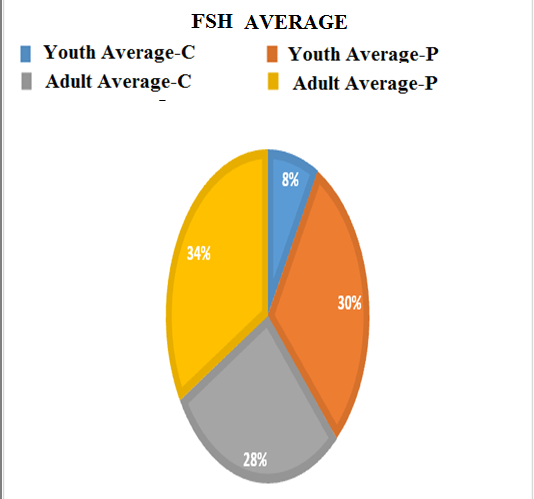 FSH AVERAGE
Youth Average-C Youth Average-P
Adult Average-C Adult Average-P
8%
34%
30%
28%